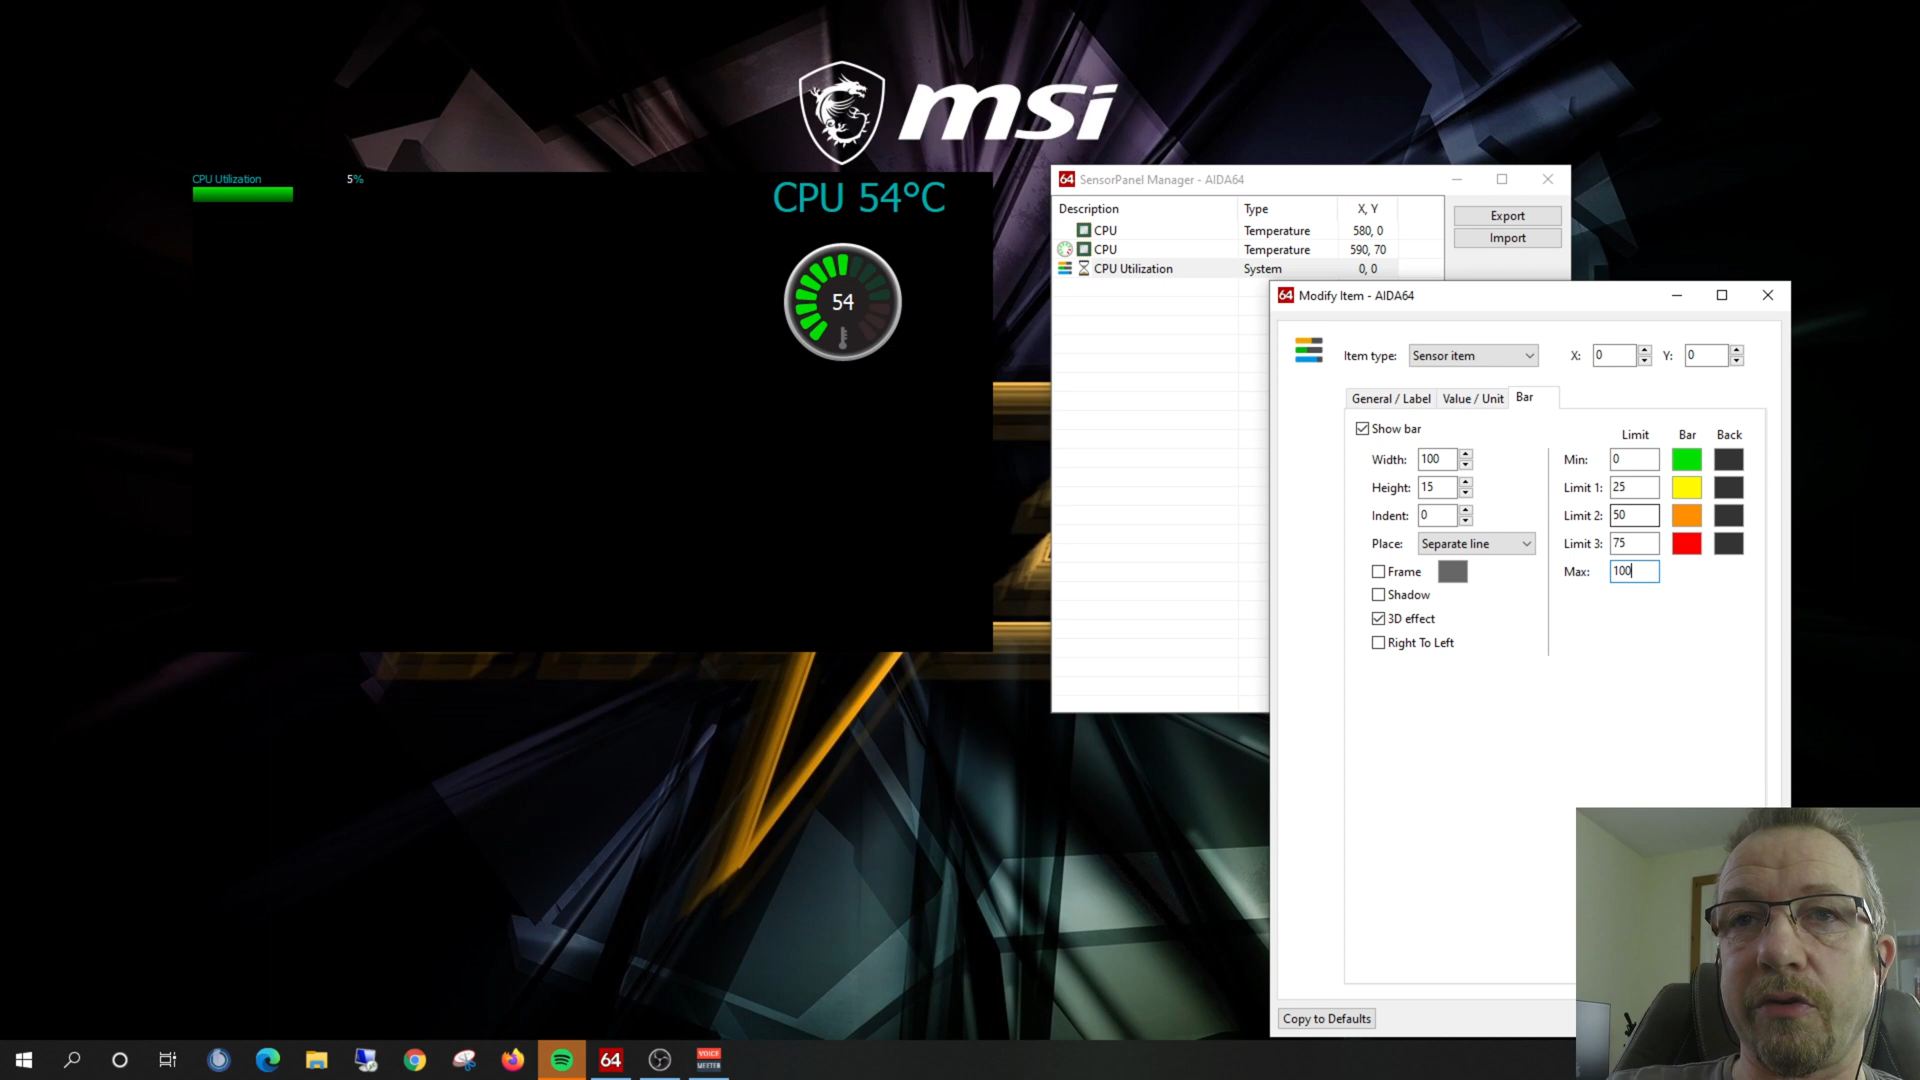 msi
CPU Utilization 5%
CPU 54°C
54
64 SensorPanel Manager - AIDA64
Description Type X, Y
CPU Temperature 580, 0
CPU Temperature 590, 70
CPU Utilization System 0, 0
Export
Import
64 Modify Item - AIDA64
Item type: Sensor item X: 0 Y: 0
General / Label Value / Unit Bar
Show bar
Limit Bar Back
Width: 100
Height: 15
Indent: 0
Place: Separate line
Frame
Shadow
3D effect
Right To Left
Min: 0
Limit 1: 25
Limit 2: 50
Limit 3: 75
Max: 100
Copy to Defaults
64
VOICE
MEETER